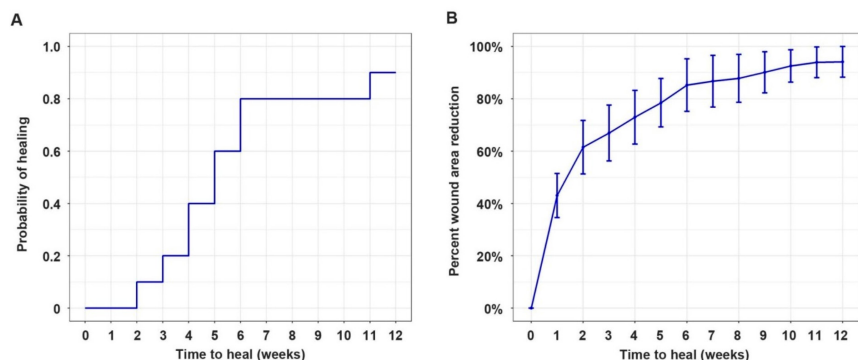 A
Probability of healing
1.0
0.8
0.6
0.4
0.2
0
0 1 2 3 4 5 6 7 8 9 10 11 12
Time to heal (weeks)
B
Percent wound area reduction
100%
80%
60%
40%
20%
0%
0 1 2 3 4 5 6 7 8 9 10 11 12
Time to heal (weeks)